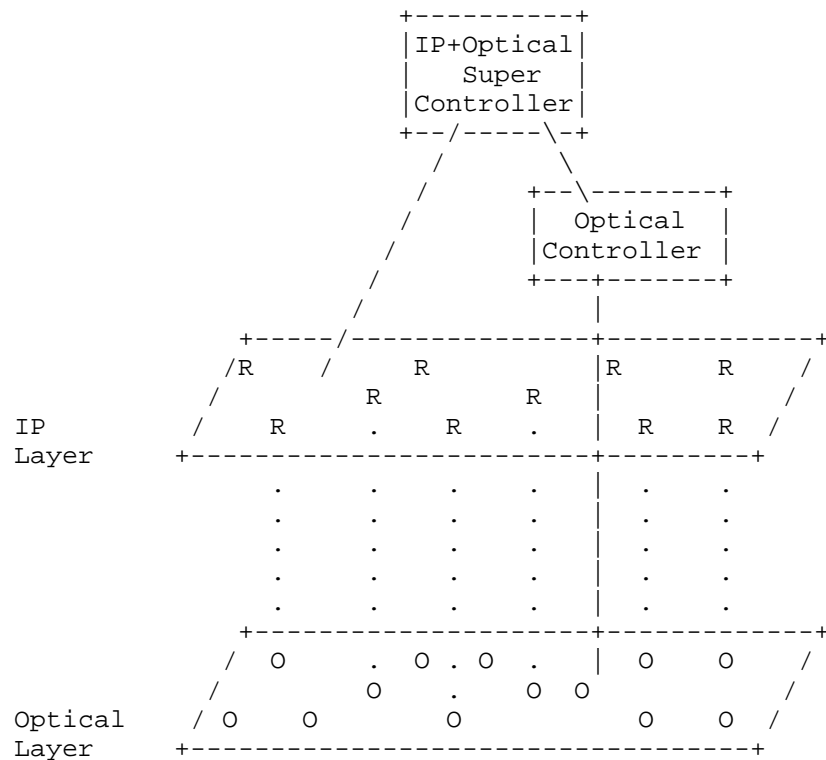 +----------+
|IP+Optical|
|   Super  |
|Controller|
+--/-----\-+
/       \
/         \
/        +--\--------+
/         |  Optical  |
/          |Controller |
/           +---+-------+
/                |
+-----/---------------+-------------+
/R    /     R           |R      R    /
/        R         R    |           /
IP         /    R     .    R    .   |  R    R   /
Layer     +--------------------------+---------+
.     .    .    .   |  .    .
.     .    .    .   |  .    .
.     .    .    .   |  .    .
.     .    .    .   |  .    .
.     .    .    .   |  .    .
+---------------------+-------------+
/  O     .  O . O  .   |  O    O    /
/        O    .    O  O            /
Optical    / O    O        O           O    O   /
Layer     +------------------------------------+